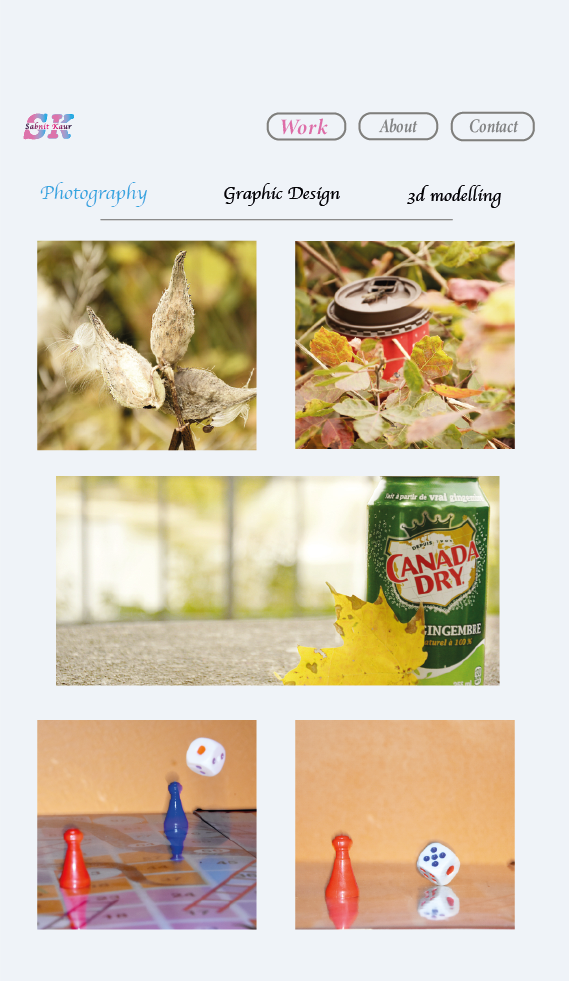 SK
Sabnit Kaur
Work
About
Contact
Photography
Graphic Design
3d modelling
fait à partir de vrai gingembre
DEPUIS
CANADA
DRY
GINGEMBRE
naturel à 100 %